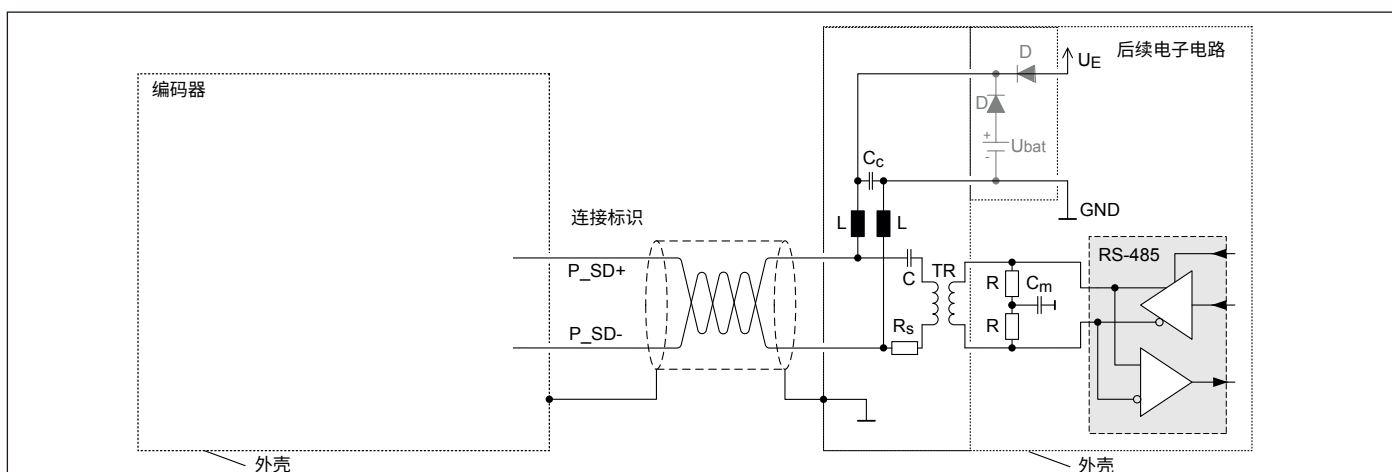 后续电子电路
D
UE
编码器
D
+
-
Ubat
Cc
GND
连接标识
L
L
RS-485
P_SD+
C
TR
R
Cm
Rs
R
P_SD-
外壳
外壳